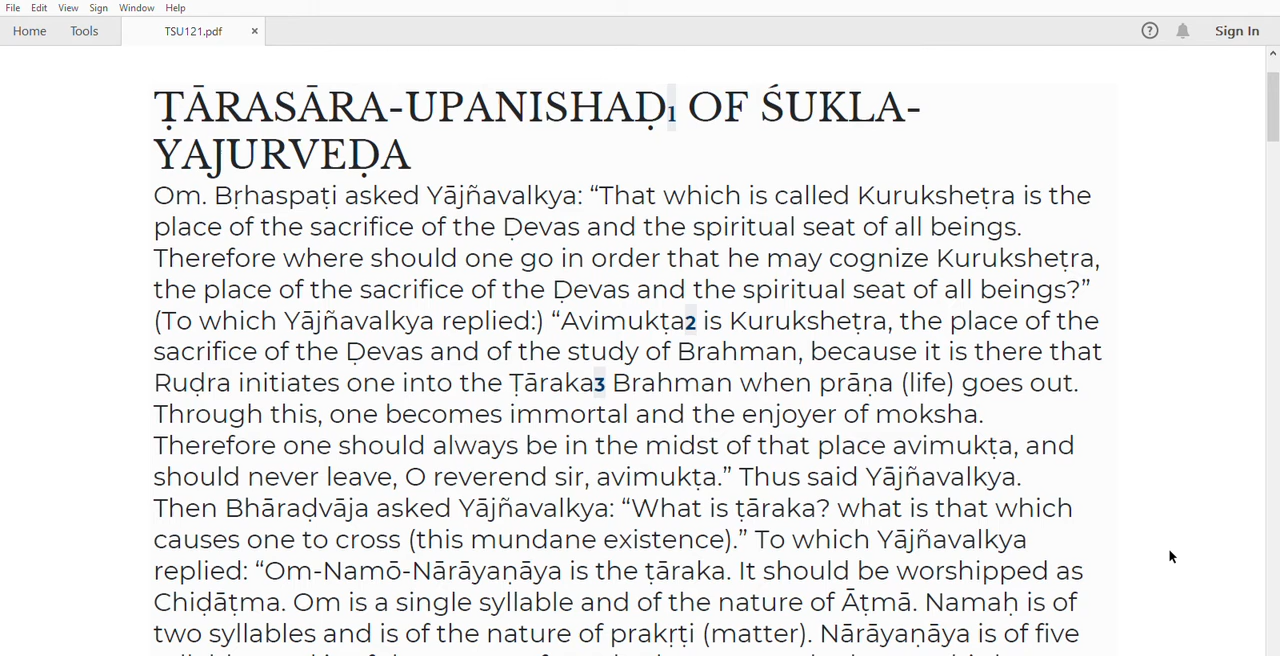 File Edit View Sign Window Help
Home Tools TSU121.pdf × ? Sign In
ṬĀRASĀRA-UPANISHAḌ1 OF ŚUKLA-
YAJURVEḌA
Om. Bṛhaspaṭi asked Yājñavalkya: “That which is called Kuruksheṭra is the
place of the sacrifice of the Ḍevas and the spiritual seat of all beings.
Therefore where should one go in order that he may cognize Kuruksheṭra,
the place of the sacrifice of the Ḍevas and the spiritual seat of all beings?”
(To which Yājñavalkya replied:) “Avimukṭa2 is Kuruksheṭra, the place of the
sacrifice of the Ḍevas and of the study of Brahman, because it is there that
Ruḍra initiates one into the Ṭāraka3 Brahman when prāṇa (life) goes out.
Through this, one becomes immortal and the enjoyer of moksha.
Therefore one should always be in the midst of that place avimukṭa, and
should never leave, O reverend sir, avimukṭa.” Thus said Yājñavalkya.
Then Bhāraḍvāja asked Yājñavalkya: “What is ṭāraka? what is that which
causes one to cross (this mundane existence).” To which Yājñavalkya
replied: “Om-Namō-Nārāyaṇāya is the ṭāraka. It should be worshipped as
Chiḍāṭma. Om is a single syllable and of the nature of Āṭmā. Namaḥ is of
two syllables and is of the nature of prakṛṭi (matter). Nārāyaṇāya is of five